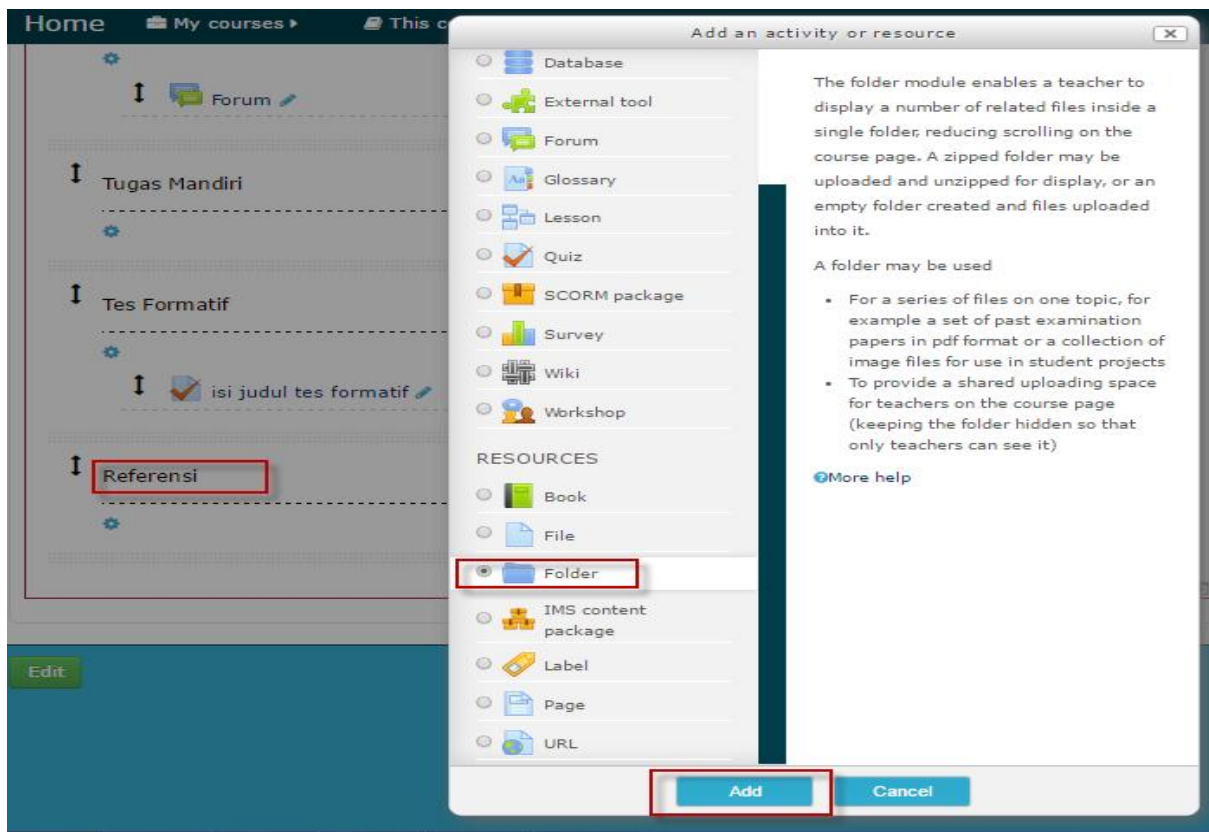 Home My courses This c
Forum
Tugas Mandiri
Tes Formatif
isi judul tes formatif
Referensi
Edit
Add an activity or resource
Database
External tool
Forum
Glossary
Lesson
Quiz
SCORM package
Survey
Wiki
Workshop
RESOURCES
Book
File
Folder
IMS content
package
Label
Page
URL
The folder module enables a teacher to
display a number of related files inside a
single folder, reducing scrolling on the
course page. A zipped folder may be
uploaded and unzipped for display, or an
empty folder created and files uploaded
into it.
A folder may be used
• For a series of files on one topic, for
example a set of past examination
papers in pdf format or a collection of
image files for use in student projects
• To provide a shared uploading space
for teachers on the course page
(keeping the folder hidden so that
only teachers can see it)
More help
Add Cancel